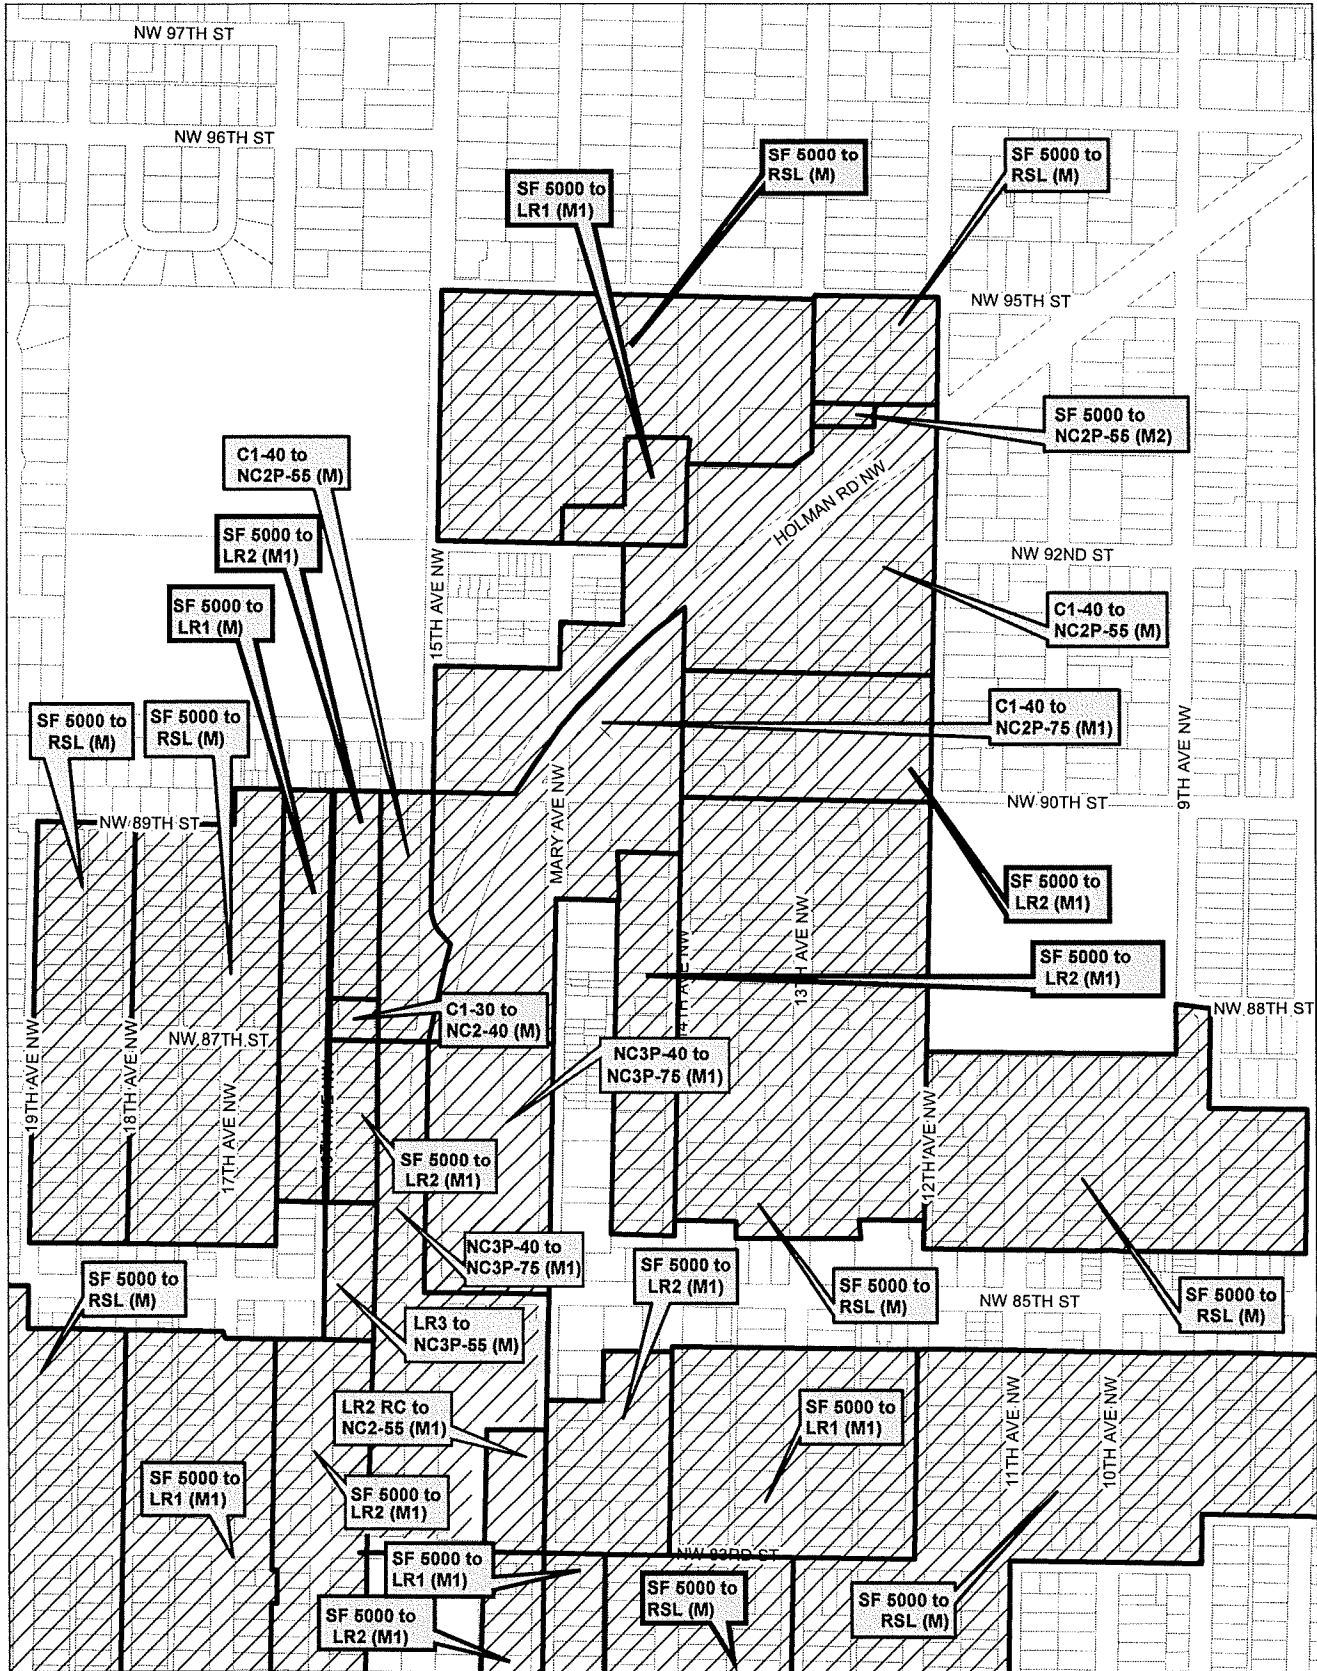 NW 97TH ST
NW 96TH ST
SF 5000 to
RSL (M)
SF 5000 to
RSL (M)
SF 5000 to
LR1 (M1)
NW 95TH ST
SF 5000 to
NC2P-55 (M2)
C1-40 to
NC2P-55 (M)
HOLMAN RD NW
SF 5000 to
LR2 (M1)
NW 92ND ST
15TH AVE NW
SF 5000 to
LR1 (M)
C1-40 to
NC2P-55 (M)
C1-40 to
NC2P-75 (M1)
SF 5000 to
RSL (M)
SF 5000 to
RSL (M)
9TH AVE NW
MARY AVE NW
NW 90TH ST
NW 89TH ST
SF 5000 to
LR2 (M1)
13TH AVE NW
SF 5000 to
LR2 (M1)
C1-30 to
NC2-40 (M)
NW 88TH ST
NW 87TH ST
19TH AVE NW
18TH AVE NW
17TH AVE NW
NC3P-40 to
NC3P-75 (M1)
12TH AVE NW
SF 5000 to
LR2 (M1)
NC3P-40 to
NC3P-75 (M1)
SF 5000 to
LR2 (M1)
SF 5000 to
RSL (M)
SF 5000 to
RSL (M)
SF 5000 to
RSL (M)
NW 85TH ST
LR3 to
NC3P-55 (M)
LR2 RC to
NC2-55 (M1)
SF 5000 to
LR1 (M1)
11TH AVE NW
10TH AVE NW
SF 5000 to
LR1 (M1)
SF 5000 to
LR2 (M1)
NW 83RD ST
SF 5000 to
LR1 (M1)
SF 5000 to
RSL (M)
SF 5000 to
RSL (M)
SF 5000 to
LR2 (M1)